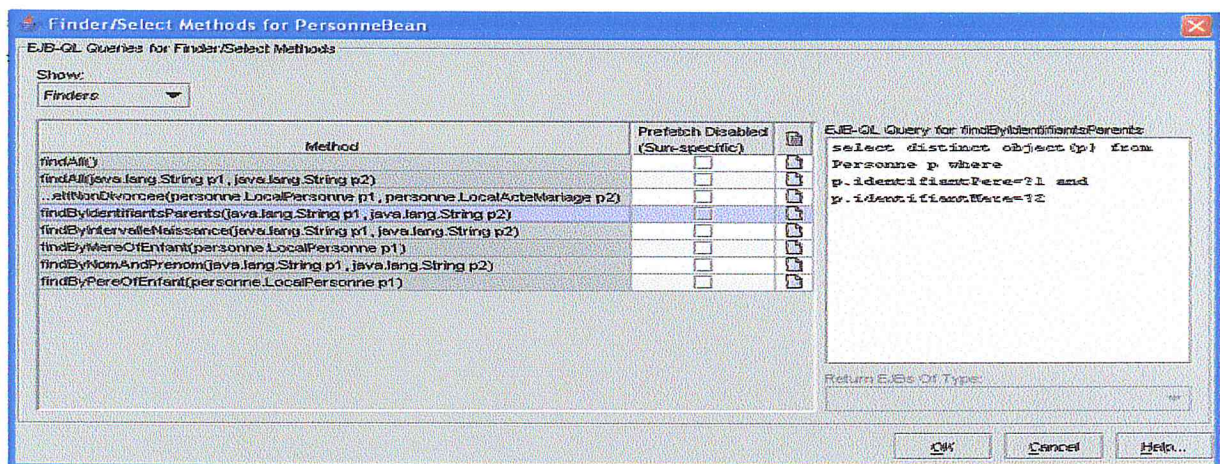 Finder/Select Methods for PersonneBean
EJB-QL Queries for Finder/Select Methods
Show:
Finders
Method
Prefetch Disabled
(Sun-specific)
findAll()
findAll(java.lang.String p1, java.lang.String p2)
...etNonDivorcee(personne.LocalPersonne p1, personne.LocalActeMariage p2)
findByIdentifiantsParents(java.lang.String p1, java.lang.String p2)
findByIntervalleNaissance(java.lang.String p1, java.lang.String p2)
findByMereOfEnfant(personne.LocalPersonne p1)
findByNomAndPrenom(java.lang.String p1, java.lang.String p2)
findByPereOfEnfant(personne.LocalPersonne p1)
EJB-QL Query for findByIdentifiantsParents
select distinct object(p) from
Personne p where
p.identifiantPere=?1 and
p.identifiantMere=?2
Return EJBs Of Type:
OK
Cancel
Help...